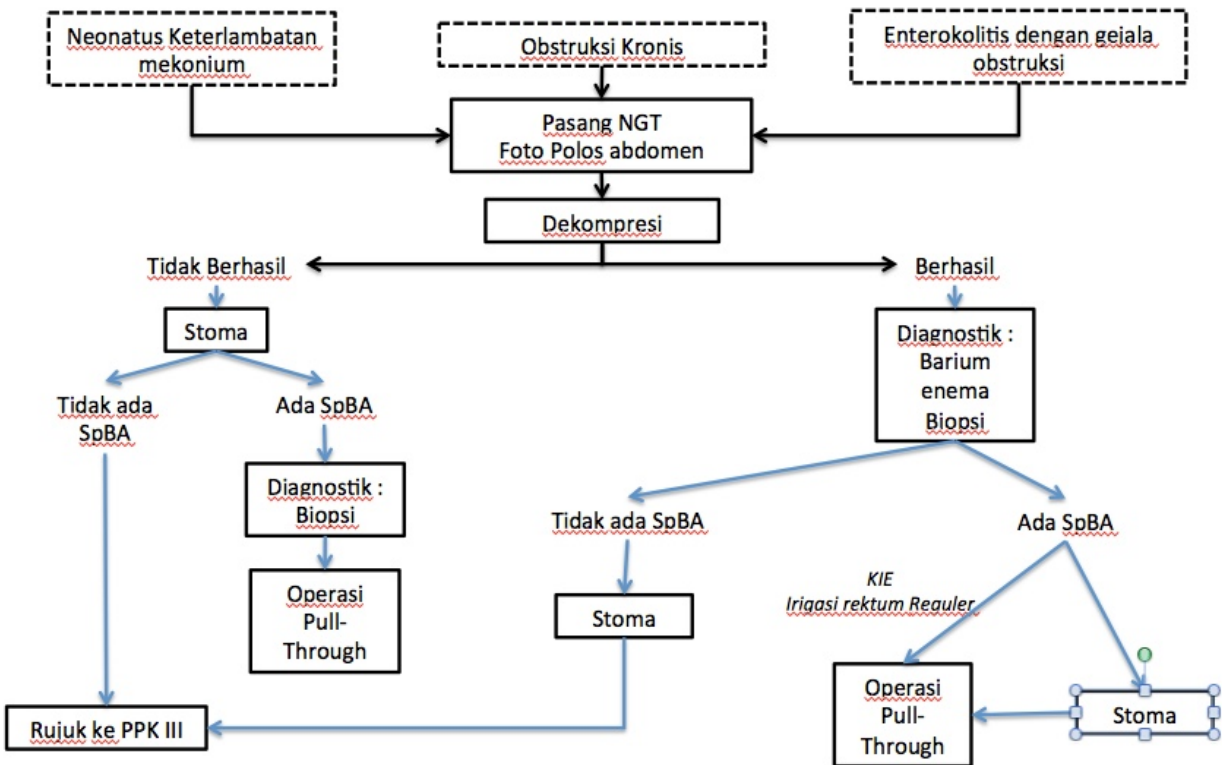 Neonatus Keterlambatan
mekonium
Obstruksi Kronis
Enterokolitis dengan gejala
obstruksi
Pasang NGT
Foto Polos abdomen
Dekompresi
Tidak Berhasil
Berhasil
Stoma
Diagnostik :
Barium
enema
Biopsi
Tidak ada
SpBA
Ada SpBA
Diagnostik :
Biopsi
Operasi
Pull-
Through
Tidak ada SpBA
Ada SpBA
KIE
Irigasi rektum Reguler
Stoma
Operasi
Pull-
Through
Stoma
Rujuk ke PPK III